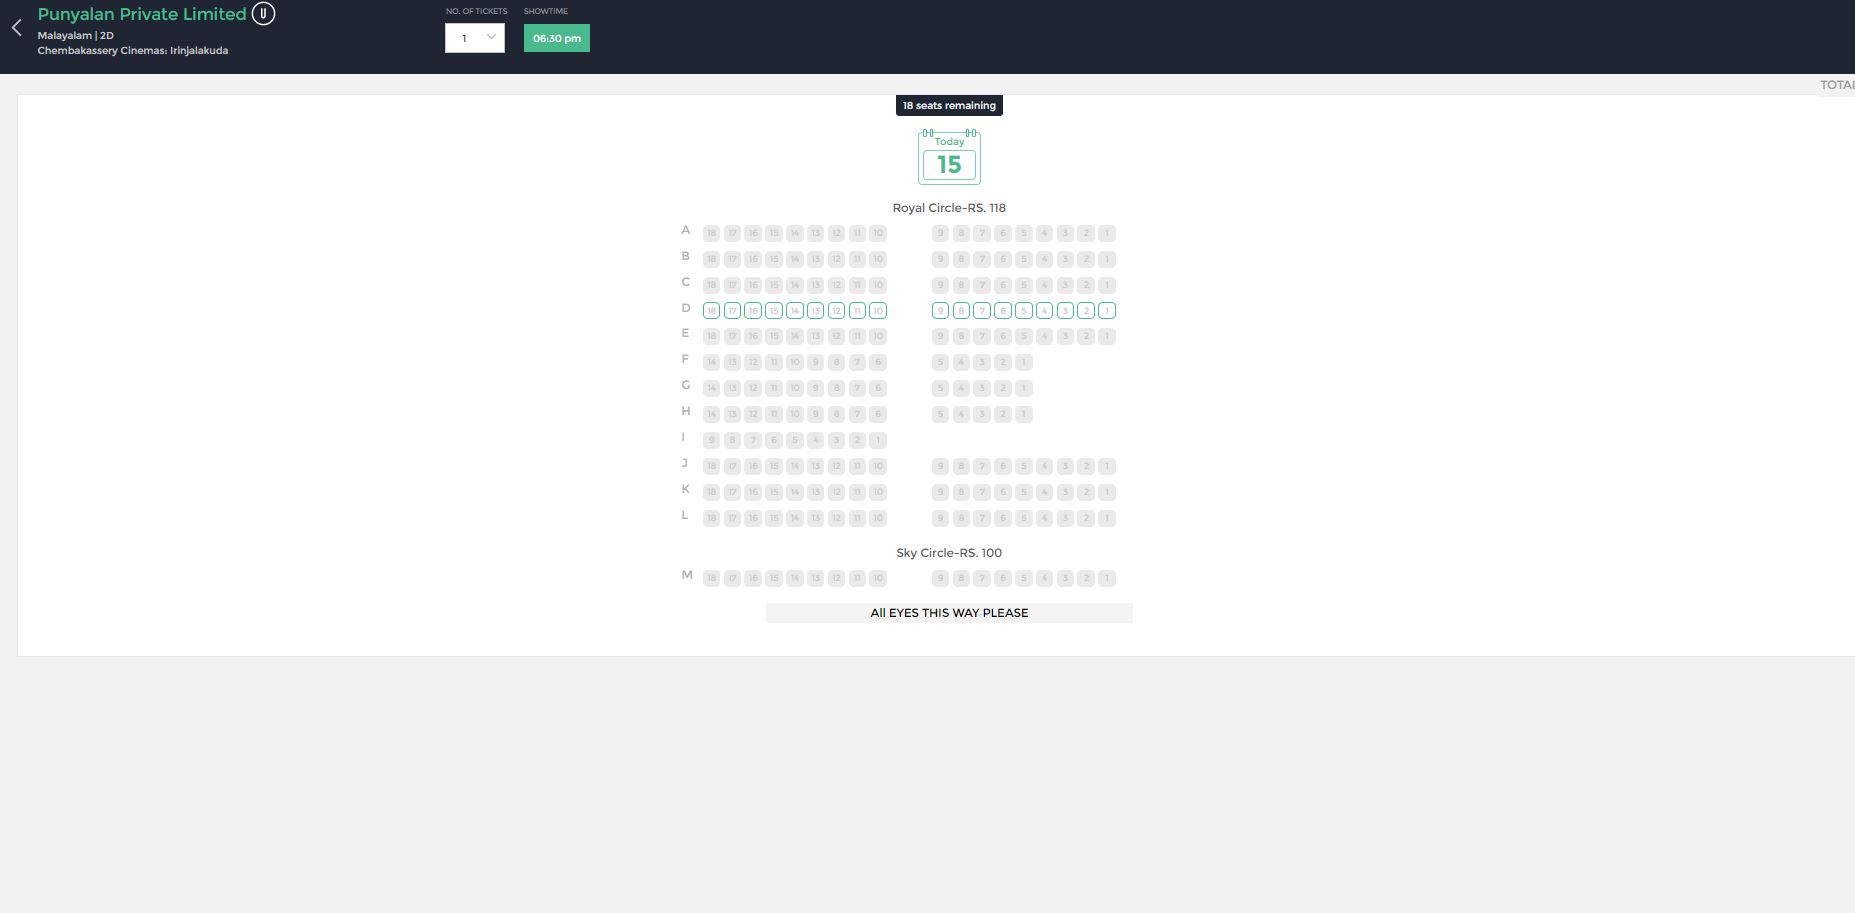 Punyalan Private Limited U
Malayalam | 2D
Chembakassery Cinemas: Irinjalakuda
NO. OF TICKETS
1
SHOWTIME
06:30 pm
TOTAL
18 seats remaining
Today
15
Royal Circle-RS. 118
A 18 17 16 15 14 13 12 11 10 9 8 7 6 5 4 3 2 1
B 18 17 16 15 14 13 12 11 10 9 8 7 6 5 4 3 2 1
C 18 17 16 15 14 13 12 11 10 9 8 7 6 5 4 3 2 1
D 18 17 16 15 14 13 12 11 10 9 8 7 6 5 4 3 2 1
E 18 17 16 15 14 13 12 11 10 9 8 7 6 5 4 3 2 1
F 14 13 12 11 10 9 8 7 6 5 4 3 2 1
G 14 13 12 11 10 9 8 7 6 5 4 3 2 1
H 14 13 12 11 10 9 8 7 6 5 4 3 2 1
I 9 8 7 6 5 4 3 2 1
J 18 17 16 15 14 13 12 11 10 9 8 7 6 5 4 3 2 1
K 18 17 16 15 14 13 12 11 10 9 8 7 6 5 4 3 2 1
L 18 17 16 15 14 13 12 11 10 9 8 7 6 5 4 3 2 1
Sky Circle-RS. 100
M 18 17 16 15 14 13 12 11 10 9 8 7 6 5 4 3 2 1
All EYES THIS WAY PLEASE